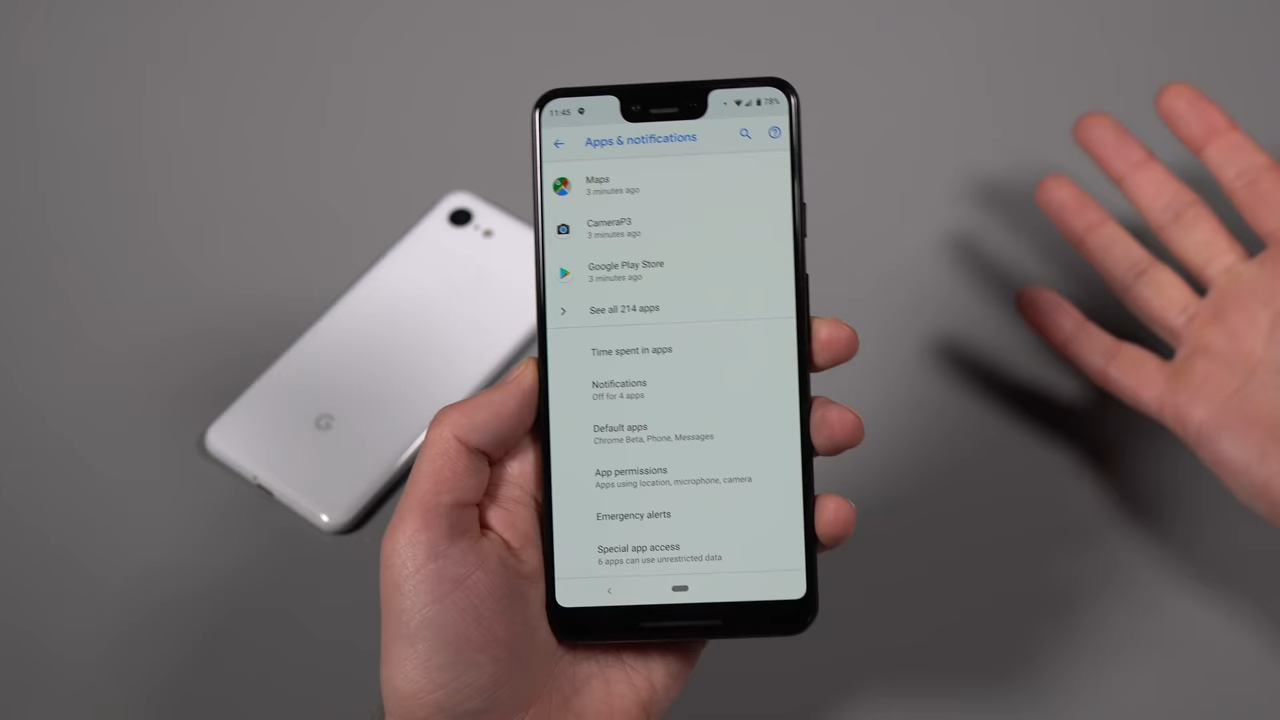 11:45
78%
Apps & notifications
Maps
3 minutes ago
CameraP3
3 minutes ago
Google Play Store
3 minutes ago
See all 214 apps
Time spent in apps
Notifications
Off for 4 apps
Default apps
Chrome Beta, Phone, Messages
App permissions
Apps using location, microphone, camera
Emergency alerts
Special app access
6 apps can use unrestricted data
G